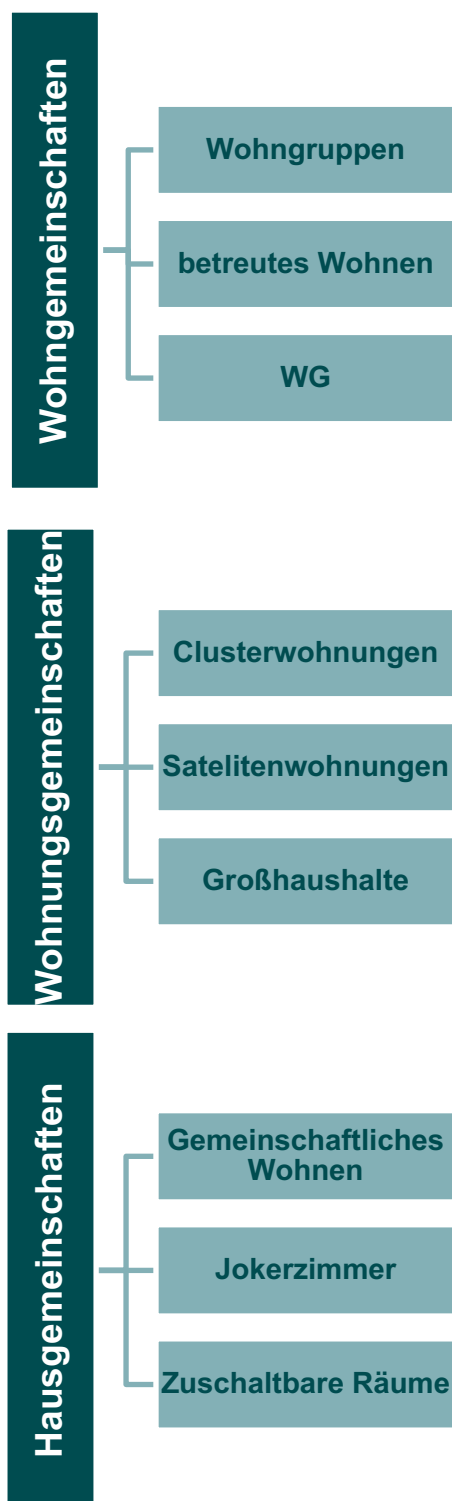 Wohngemeinschaften
Wohngruppen
betreutes Wohnen
WG
Wohnungsgemeinschaften
Clusterwohnungen
Satelitenwohnungen
Großhaushalte
Hausgemeinschaften
Gemeinschaftliches
Wohnen
Jokerzimmer
Zuschaltbare Räume